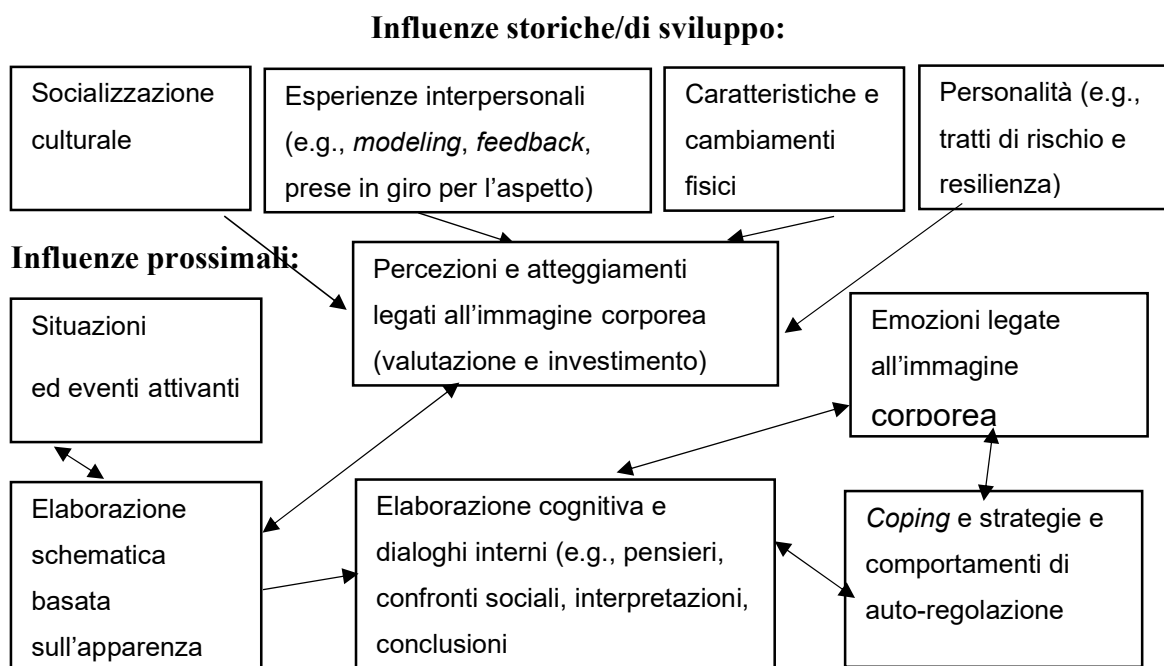 Influenze storiche/di sviluppo:
Socializzazione
culturale
Esperienze interpersonali
(e.g., modeling, feedback,
prese in giro per l’aspetto)
Caratteristiche e
cambiamenti
fisici
Personalità (e.g.,
tratti di rischio e
resilienza)
Influenze prossimali:
Percezioni e atteggiamenti
legati all’immagine corporea
(valutazione e investimento)
Situazioni
ed eventi attivanti
Emozioni legate
all’immagine
corporea
Elaborazione
schematica
basata
sull’apparenza
Elaborazione cognitiva e
dialoghi interni (e.g., pensieri,
confronti sociali, interpretazioni,
conclusioni
Coping e strategie e
comportamenti di
auto-regolazione